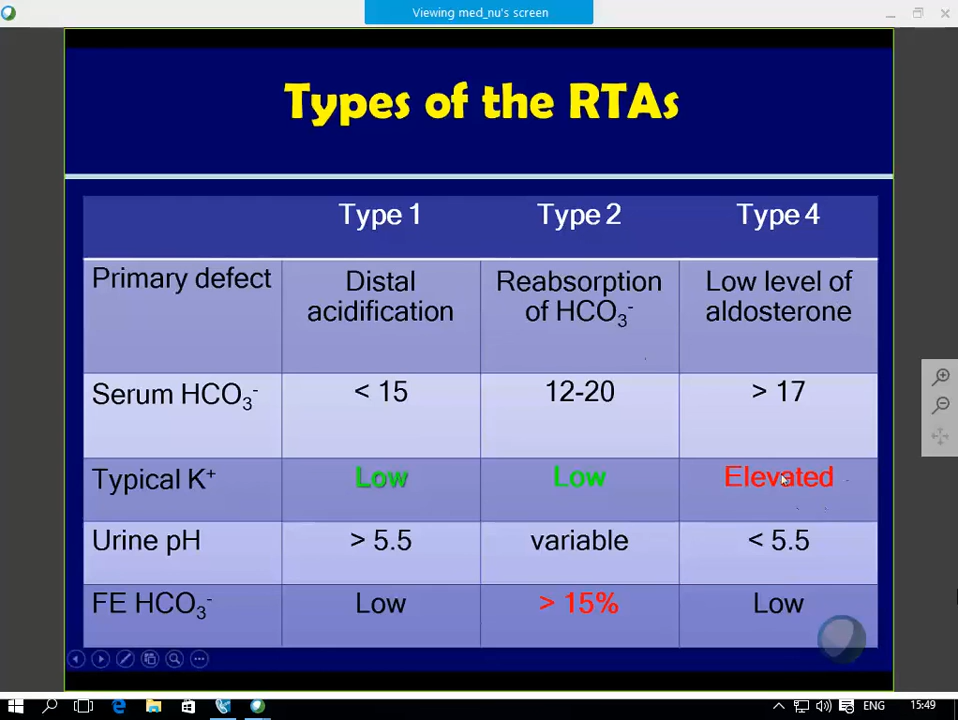 Viewing med_nu's screen
Types of the RTAs
Type 1 Type 2 Type 4
Primary defect Distal acidification Reabsorption of HCO₃⁻ Low level of aldosterone
Serum HCO₃⁻ < 15 12-20 > 17
Typical K⁺ Low Low Elevated
Urine pH > 5.5 variable < 5.5
FE HCO₃⁻ Low > 15% Low
ENG 15:49